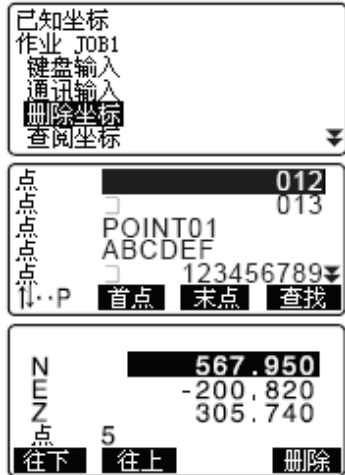 已知坐标
作业 JOB1
键盘输入
通讯输入
删除坐标
查阅坐标
点 012
点 013
点 POINT01
点 ABCDEF
点 123456789
↑↓··P 首点 末点 查找
N 567.950
E -200.820
Z 305.740
点 5
往下 往上 删除